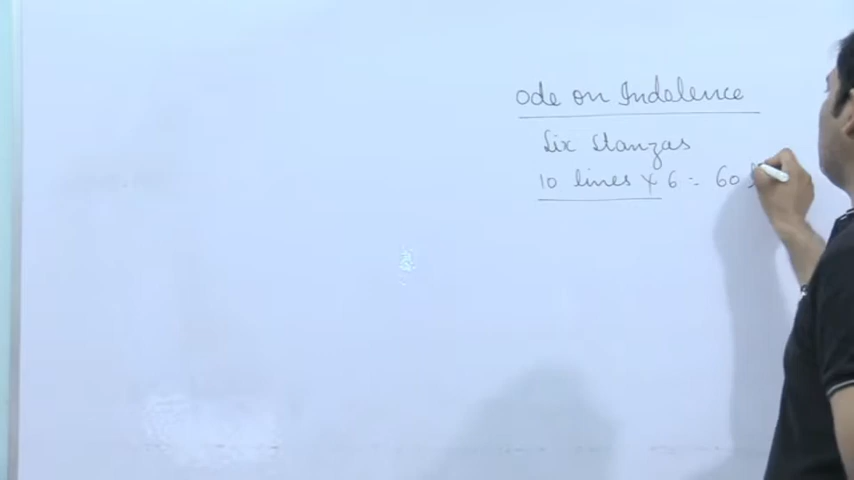 Ode on Indolence
Six Stanzas
10 lines × 6 = 60